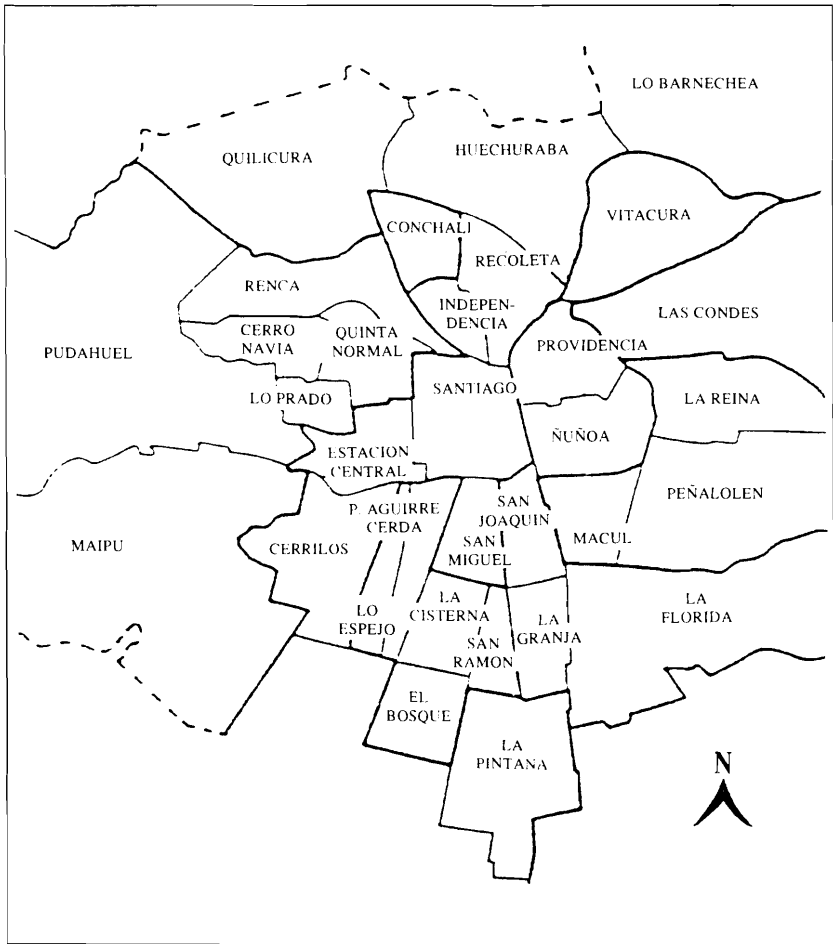 LO BARNECHEA
QUILICURA
HUECHURABA
VITACURA
CONCHALI
RECOLETA
RENCA
INDEPEN-
DENCIA
LAS CONDES
CERRO
NAVIA
QUINTA
NORMAL
PROVIDENCIA
PUDAHUEL
SANTIAGO
LO PRADO
LA REINA
ÑUÑOA
ESTACION
CENTRAL
PEÑALOLEN
P. AGUIRRE
CERDA
SAN
JOAQUIN
MAIPU
CERRILOS
SAN
MIGUEL
MACUL
LA
CISTERNA
LA
FLORIDA
LO
ESPEJO
LA
GRANJA
SAN
RAMON
EL
BOSQUE
LA
PINTANA
N